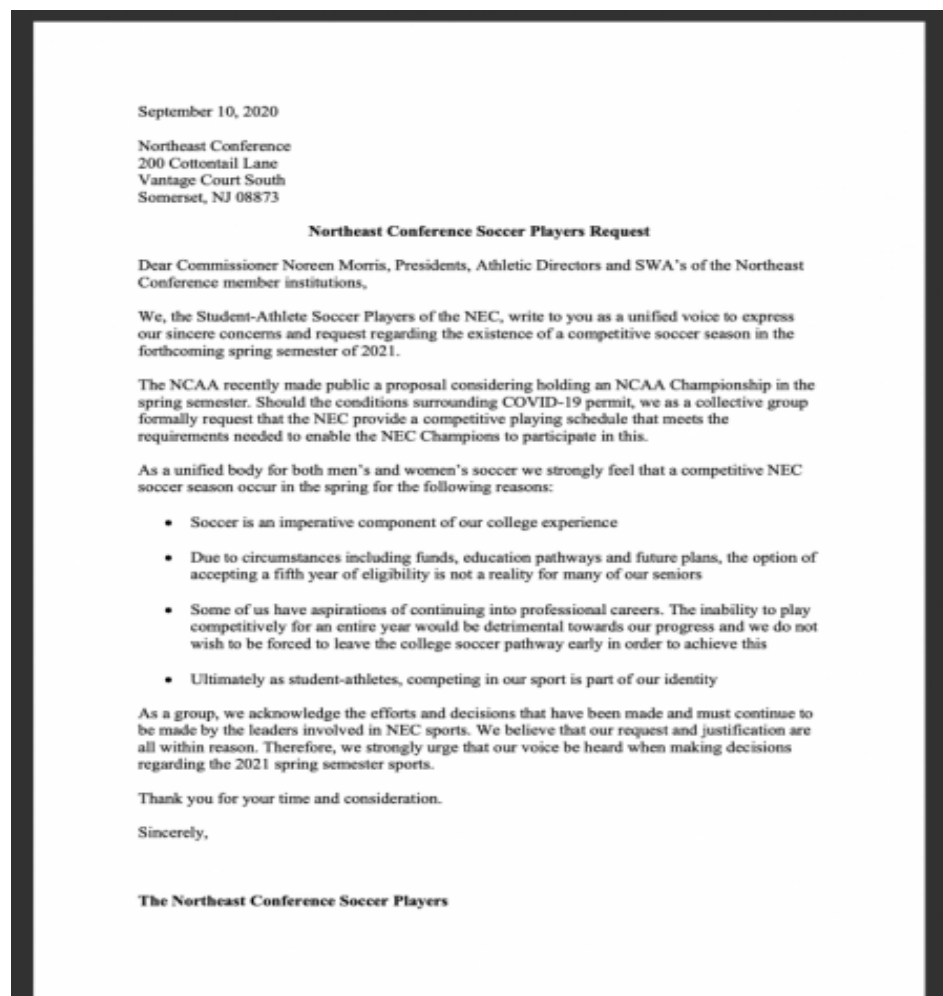 September 10, 2020
Northeast Conference
200 Cottontail Lane
Vantage Court South
Somerset, NJ 08873
Northeast Conference Soccer Players Request
Dear Commissioner Noreen Morris, Presidents, Athletic Directors and SWA's of the Northeast
Conference member institutions,
We, the Student-Athlete Soccer Players of the NEC, write to you as a unified voice to express
our sincere concerns and request regarding the existence of a competitive soccer season in the
forthcoming spring semester of 2021.
The NCAA recently made public a proposal considering holding an NCAA Championship in the
spring semester. Should the conditions surrounding COVID-19 permit, we as a collective group
formally request that the NEC provide a competitive playing schedule that meets the
requirements needed to enable the NEC Champions to participate in this.
As a unified body for both men's and women's soccer we strongly feel that a competitive NEC
soccer season occur in the spring for the following reasons:
• Soccer is an imperative component of our college experience
• Due to circumstances including funds, education pathways and future plans, the option of
accepting a fifth year of eligibility is not a reality for many of our seniors
• Some of us have aspirations of continuing into professional careers. The inability to play
competitively for an entire year would be detrimental towards our progress and we do not
wish to be forced to leave the college soccer pathway early in order to achieve this
• Ultimately as student-athletes, competing in our sport is part of our identity
As a group, we acknowledge the efforts and decisions that have been made and must continue to
be made by the leaders involved in NEC sports. We believe that our request and justification are
all within reason. Therefore, we strongly urge that our voice be heard when making decisions
regarding the 2021 spring semester sports.
Thank you for your time and consideration.
Sincerely,
The Northeast Conference Soccer Players